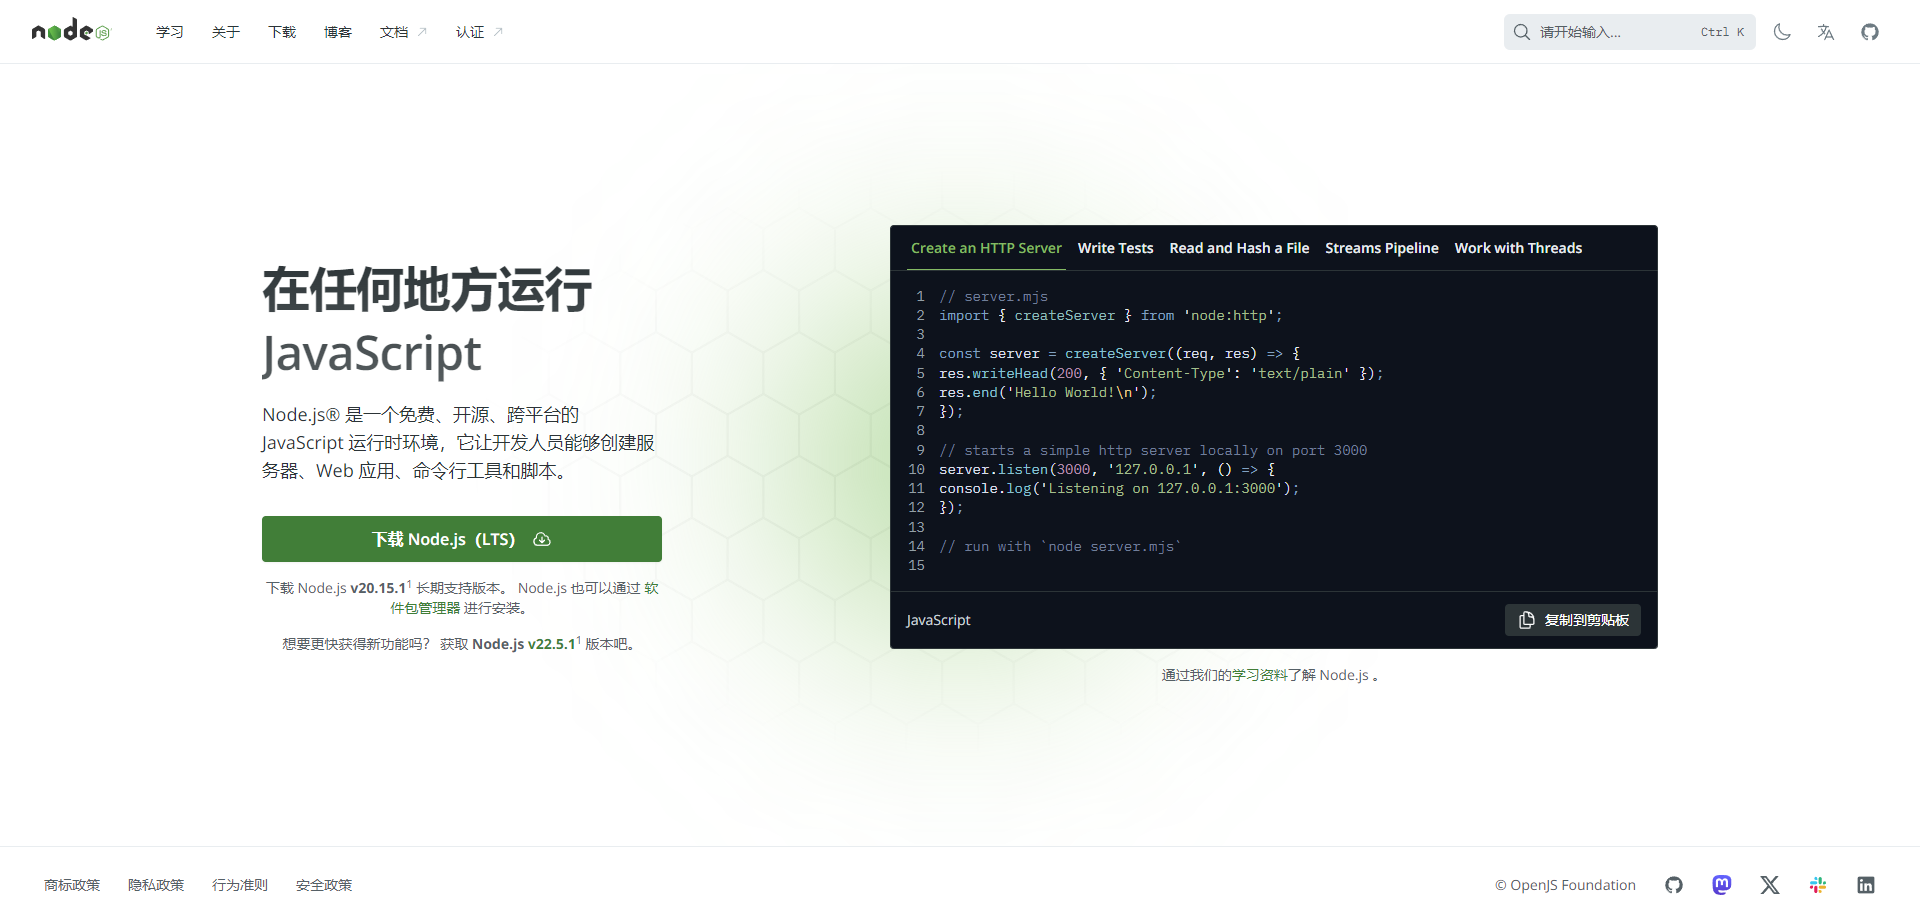 node JS
学习 关于 下载 博客 文档 认证
请开始输入... Ctrl K
在任何地方运行
JavaScript
Node.js® 是一个免费、开源、跨平台的
JavaScript 运行时环境，它让开发人员能够创建服
务器、Web 应用、命令行工具和脚本。
下载 Node.js（LTS）
下载 Node.js v20.15.1¹ 长期支持版本。 Node.js 也可以通过 软
件包管理器 进行安装。
想要更快获得新功能吗？ 获取 Node.js v22.5.1¹ 版本吧。
Create an HTTP Server Write Tests Read and Hash a File Streams Pipeline Work with Threads
1 // server.mjs
2 import { createServer } from 'node:http';
3
4 const server = createServer((req, res) => {
5 res.writeHead(200, { 'Content-Type': 'text/plain' });
6 res.end('Hello World!\n');
7 });
8
9 // starts a simple http server locally on port 3000
10 server.listen(3000, '127.0.0.1', () => {
11 console.log('Listening on 127.0.0.1:3000');
12 });
13
14 // run with `node server.mjs`
15
JavaScript 复制到剪贴板
通过我们的学习资料了解 Node.js 。
商标政策 隐私政策 行为准则 安全政策
© OpenJS Foundation